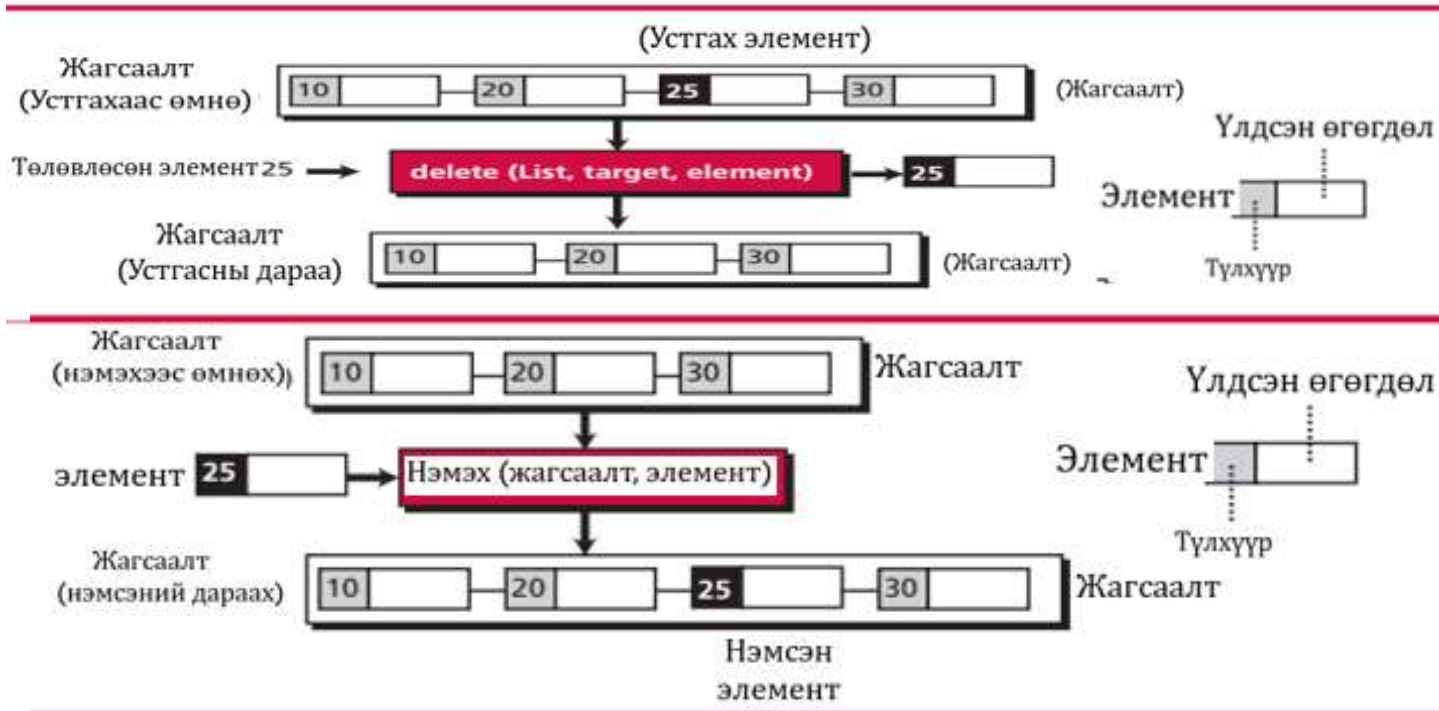 (Устгах элемент)
Жагсаалт
(Устгахаас өмнө)
10 20 25 30
(Жагсаалт)
Төлөвлөсөн элемент 25
delete (List, target, element)
25
Жагсаалт
(Устгасны дараа)
10 20 30
(Жагсаалт)
Үлдсэн өгөгдөл
Элемент
Түлхүүр
Жагсаалт
(нэмэхээс өмнөх)
10 20 30
Жагсаалт
элемент 25
Нэмэх (жагсаалт, элемент)
Жагсаалт
(нэмсэний дараах)
10 20 25 30
Жагсаалт
Нэмсэн
элемент
Үлдсэн өгөгдөл
Элемент
Түлхүүр